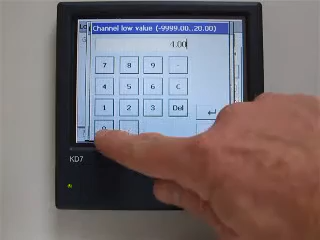 Channel low value (-9999.00..20.00)
4.00
7 8 9 -
4 5 6 C
1 2 3 Del ↵
0 .
KD7